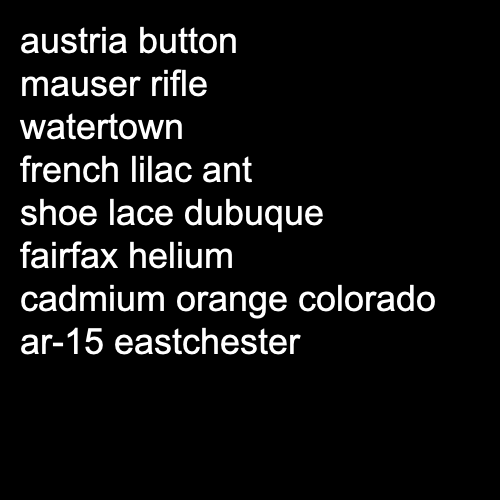 austria button
mauser rifle
watertown
french lilac ant
shoe lace dubuque
fairfax helium
cadmium orange colorado
ar-15 eastchester